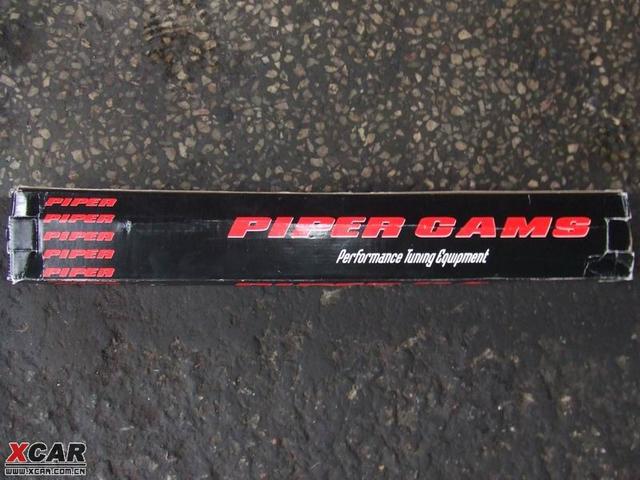 PIPER
PIPER
PIPER
PIPER
PIPER
PIPER CAMS
Performance Tuning Equipment
XCAR
WWW.XCAR.COM.CN